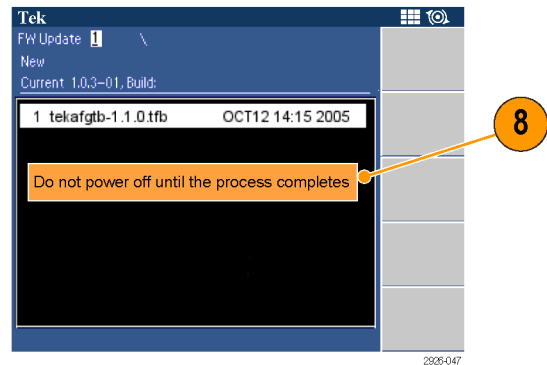 Tek
FW Update 1 \
New
Current 1.0.3-01, Build:
1 tekafgtb-1.1.0.tfb OCT12 14:15 2005
8
Do not power off until the process completes
2926-047